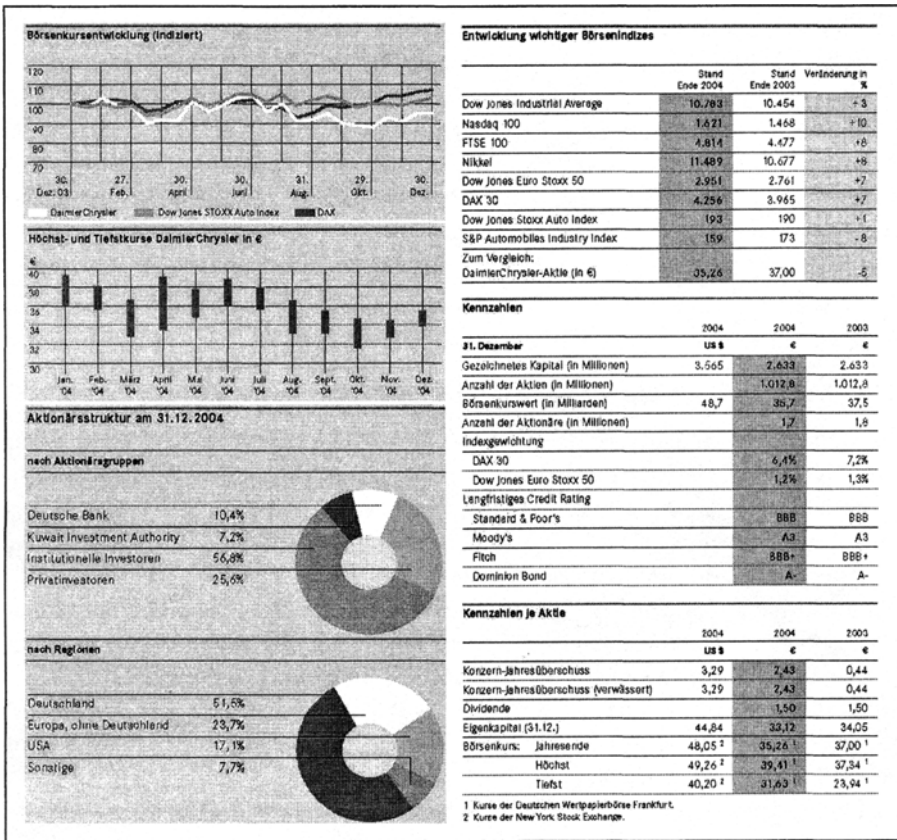 Börsenkursentwicklung (indiziert)
120
110
100
90
80
70
30. 27. 30. 30. 31. 29. 30.
Dez. 03 Feb. April Juni Aug. Okt. Dez.
DaimlerChrysler Dow Jones STOXX Auto Index DAX
Höchst- und Tiefstkurse DaimlerChrysler in €
€
40
38
36
34
32
30
Jan. Feb. März April Mai Juni Juli Aug. Sept. Okt. Nov. Dez.
'04 '04 '04 '04 '04 '04 '04 '04 '04 '04 '04 '04
Aktionärsstruktur am 31.12.2004
nach Aktionärsgruppen
Deutsche Bank 10,4%
Kuwait Investment Authority 7,2%
Institutionelle Investoren 56,8%
Privatinvestoren 25,6%
nach Regionen
Deutschland 51,5%
Europa, ohne Deutschland 23,7%
USA 17,1%
Sonstige 7,7%
Entwicklung wichtiger Börsenindizes
Stand Stand Veränderung in
Ende 2004 Ende 2003 %
Dow Jones Industrial Average 10.783 10.454 +3
Nasdaq 100 1.621 1.468 +10
FTSE 100 4.814 4.477 +8
Nikkei 11.489 10.677 +8
Dow Jones Euro Stoxx 50 2.951 2.761 +7
DAX 30 4.256 3.965 +7
Dow Jones Stoxx Auto Index 193 190 +1
S&P Automobiles Industry Index 159 173 -8
Zum Vergleich:
DaimlerChrysler-Aktie (in €) 35,26 37,00 -5
Kennzahlen
2004 2004 2003
31. Dezember US $ € €
Gezeichnetes Kapital (in Millionen) 3.565 2.633 2.633
Anzahl der Aktien (in Millionen) 1.012,8 1.012,8
Börsenkurswert (in Milliarden) 48,7 35,7 37,5
Anzahl der Aktionäre (in Millionen) 1,7 1,8
Indexgewichtung
DAX 30 6,4% 7,2%
Dow Jones Euro Stoxx 50 1,2% 1,3%
Langfristiges Credit Rating
Standard & Poor's BBB BBB
Moody's A3 A3
Fitch BBB+ BBB+
Dominion Bond A- A-
Kennzahlen je Aktie
2004 2004 2003
US $ € €
Konzern-Jahresüberschuss 3,29 2,43 0,44
Konzern-Jahresüberschuss (verwässert) 3,29 2,43 0,44
Dividende 1,50 1,50
Eigenkapital (31.12.) 44,84 33,12 34,05
Börsenkurs: Jahresende 48,05 2 35,26 1 37,00 1
Höchst 49,26 2 39,41 1 37,34 1
Tiefst 40,20 2 31,63 1 23,94 1
1 Kurse der Deutschen Wertpapierbörse Frankfurt.
2 Kurse der New York Stock Exchange.